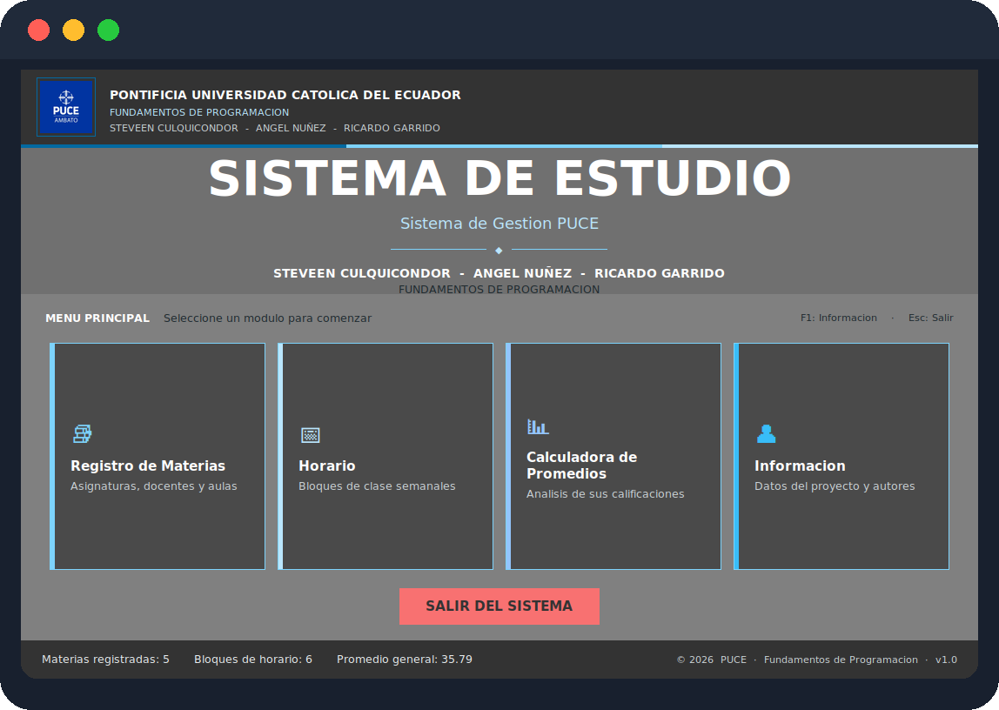 PUCE
AMBATO
PONTIFICIA UNIVERSIDAD CATOLICA DEL ECUADOR
FUNDAMENTOS DE PROGRAMACION
STEVEEN CULQUICONDOR - ANGEL NUÑEZ - RICARDO GARRIDO
SISTEMA DE ESTUDIO
Sistema de Gestion PUCE
STEVEEN CULQUICONDOR - ANGEL NUÑEZ - RICARDO GARRIDO
FUNDAMENTOS DE PROGRAMACION
MENU PRINCIPAL Seleccione un modulo para comenzar F1: Informacion · Esc: Salir
Registro de Materias
Asignaturas, docentes y aulas
Horario
Bloques de clase semanales
Calculadora de
Promedios
Analisis de sus calificaciones
Informacion
Datos del proyecto y autores
SALIR DEL SISTEMA
Materias registradas: 5 Bloques de horario: 6 Promedio general: 35.79 © 2026 PUCE · Fundamentos de Programacion · v1.0